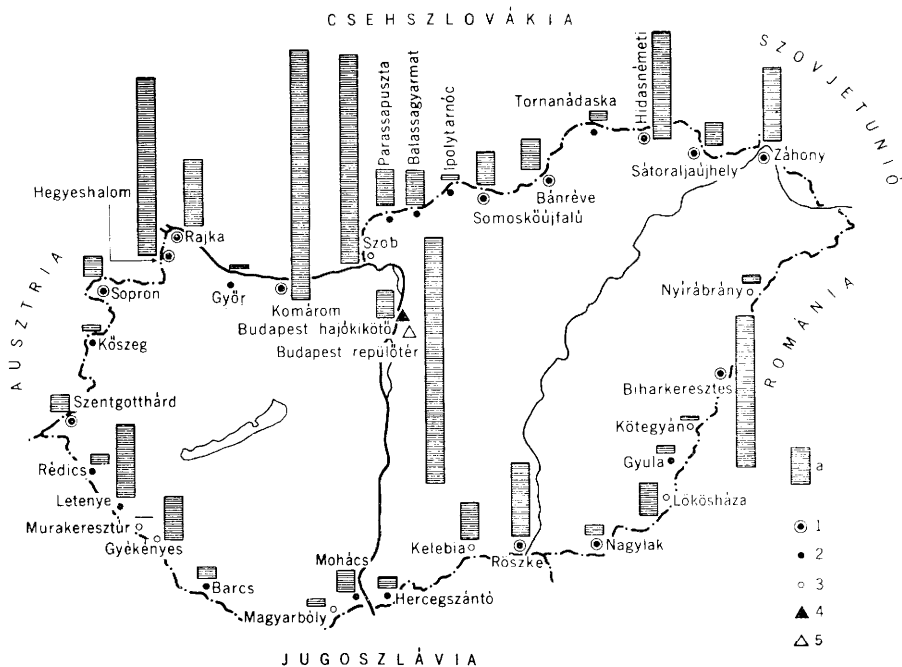 CSEHSZLOVÁKIA
SZOVJETUNIÓ
Tornanádaska
Hidasnémeti
Parassapuszta
Balassagyarmat
Ipolytarnóc
Hegyeshalom
Rajka
Szob
Somoskőújfalú
Bánréve
Sátoraljaújhely
Záhony
AUSZTRIA
Sopron
Győr
Komárom
Budapest hajókikötő
Budapest repülőtér
Nyírábrány
ROMÁNIA
Kőszeg
Biharkeresztes
Szentgotthárd
Kötegyán
Gyula
Rédics
Letenye
Lőkösháza
Murakeresztúr
Gyékényes
Kelebia
Röszke
Nagylak
Mohács
Barcs
Hercegszántó
Magyarbóly
JUGOSZLÁVIA
a
1
2
3
4
5